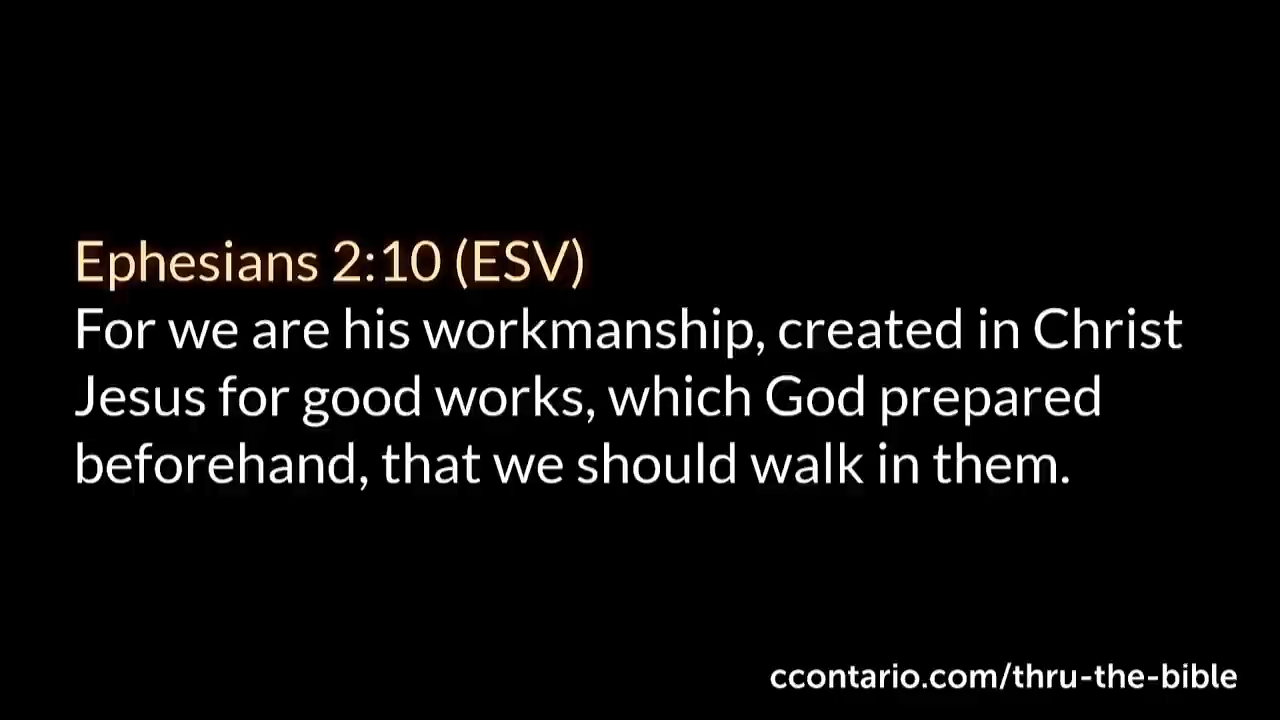 Ephesians 2:10 (ESV)
For we are his workmanship, created in Christ
Jesus for good works, which God prepared
beforehand, that we should walk in them.
ccontario.com/thru-the-bible